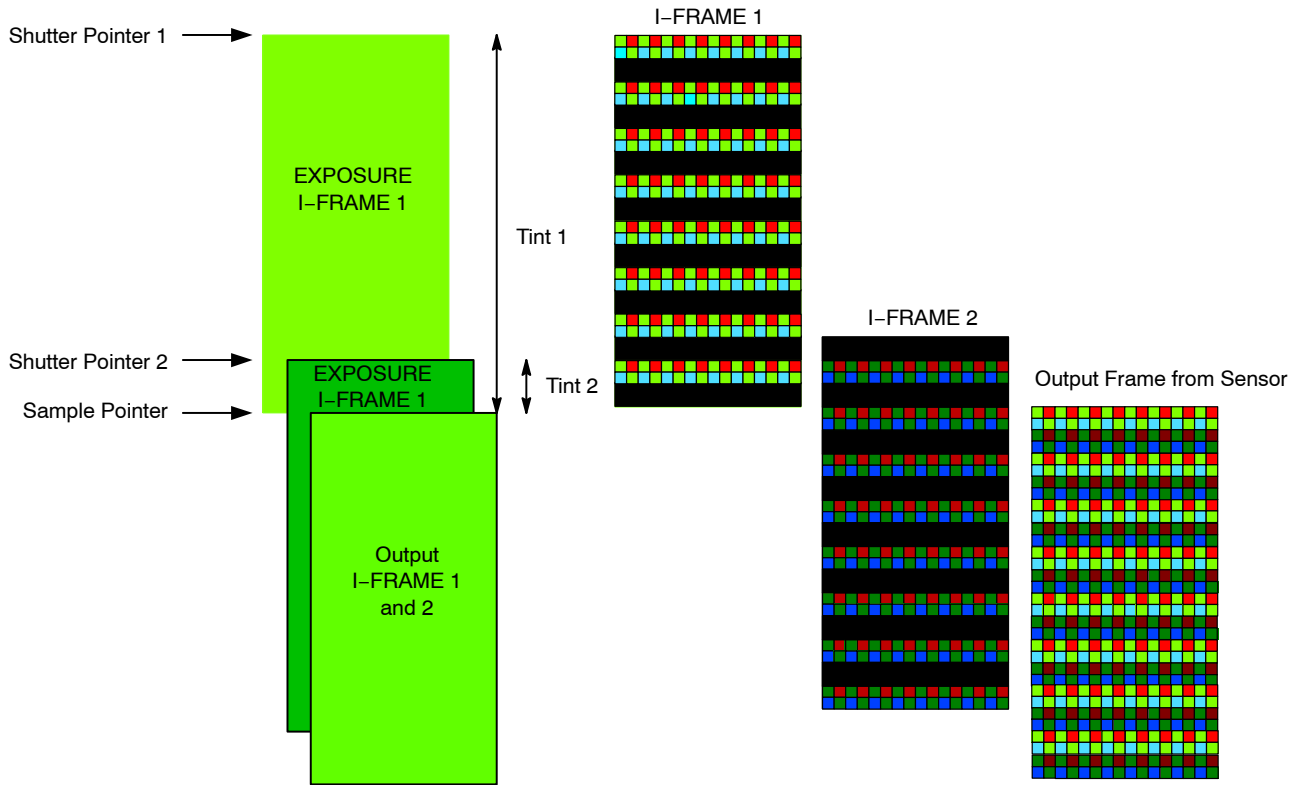 Shutter Pointer 1
I−FRAME 1
EXPOSURE
I−FRAME 1
Tint 1
I−FRAME 2
Shutter Pointer 2
EXPOSURE
I−FRAME 1
Tint 2
Output Frame from Sensor
Sample Pointer
Output
I−FRAME 1
and 2